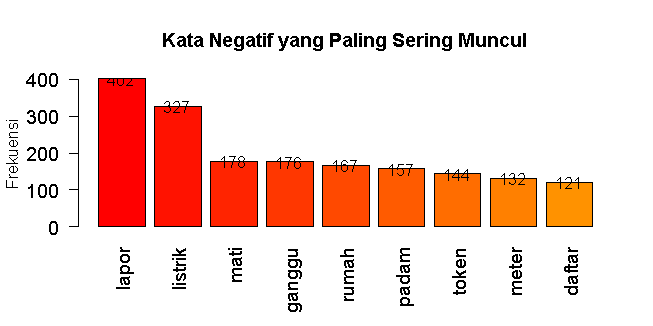 Kata Negatif yang Paling Sering Muncul
Frekuensi
400
300
200
100
0
402
327
178
176
167
157
144
132
121
lapor
listrik
mati
ganggu
rumah
padam
token
meter
daftar